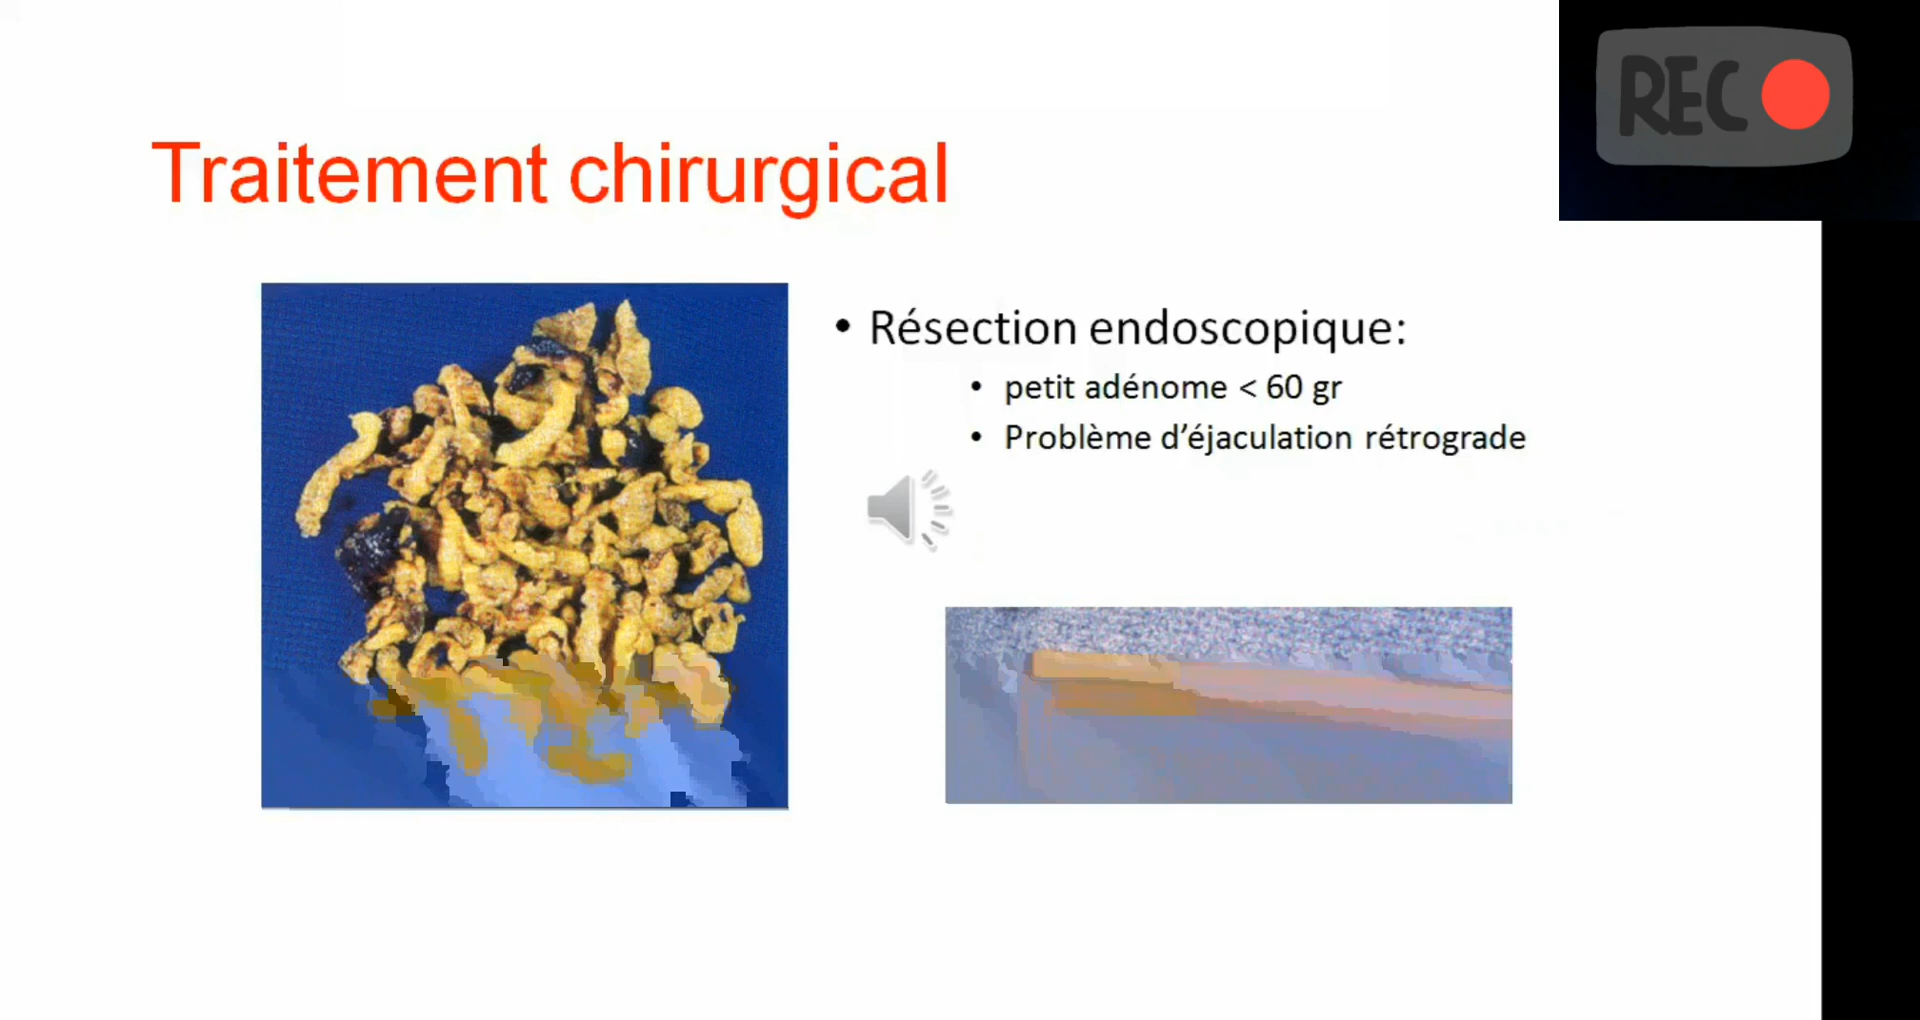 REC
Traitement chirurgical
• Résection endoscopique:
• petit adénome < 60 gr
• Problème d'éjaculation rétrograde